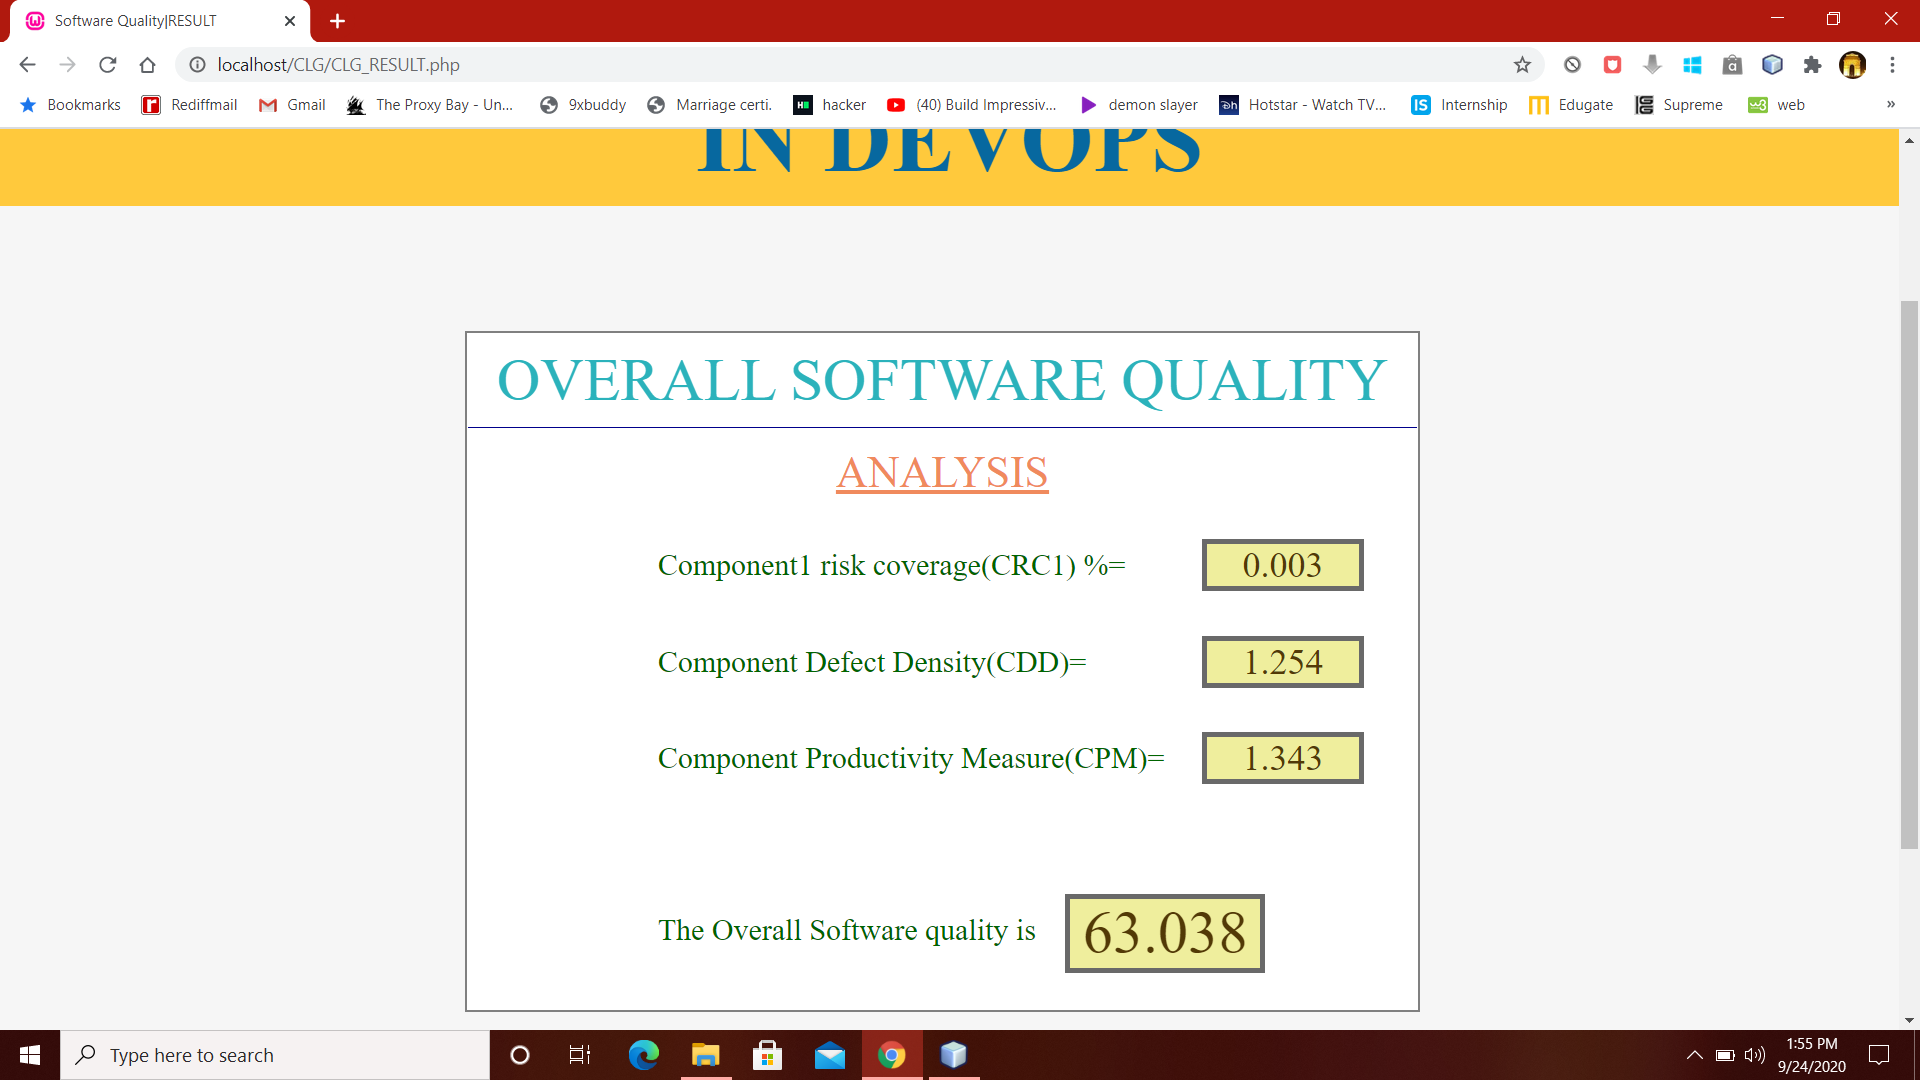 Software Quality|RESULT
localhost/CLG/CLG_RESULT.php
Bookmarks Rediffmail Gmail The Proxy Bay - Un... 9xbuddy Marriage certi. hacker (40) Build Impressiv... demon slayer Hotstar - Watch TV... Internship Edugate Supreme web »
IN DEVOPS
OVERALL SOFTWARE QUALITY
ANALYSIS
Component1 risk coverage(CRC1) %= 0.003
Component Defect Density(CDD)= 1.254
Component Productivity Measure(CPM)= 1.343
The Overall Software quality is 63.038
Type here to search
1:55 PM
9/24/2020